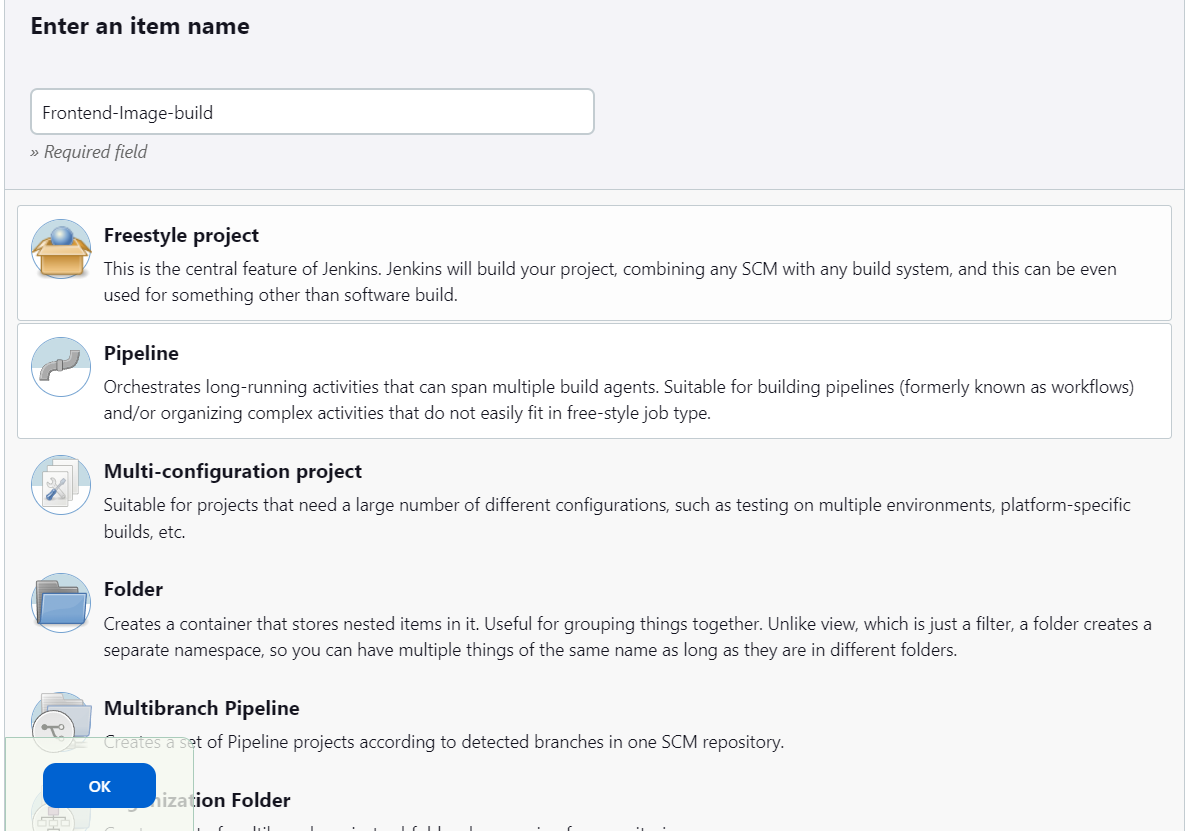 Enter an item name
Frontend-Image-build
» Required field
Freestyle project
This is the central feature of Jenkins. Jenkins will build your project, combining any SCM with any build system, and this can be even
used for something other than software build.
Pipeline
Orchestrates long-running activities that can span multiple build agents. Suitable for building pipelines (formerly known as workflows)
and/or organizing complex activities that do not easily fit in free-style job type.
Multi-configuration project
Suitable for projects that need a large number of different configurations, such as testing on multiple environments, platform-specific
builds, etc.
Folder
Creates a container that stores nested items in it. Useful for grouping things together. Unlike view, which is just a filter, a folder creates a
separate namespace, so you can have multiple things of the same name as long as they are in different folders.
Multibranch Pipeline
Creates a set of Pipeline projects according to detected branches in one SCM repository.
OK
Organization Folder